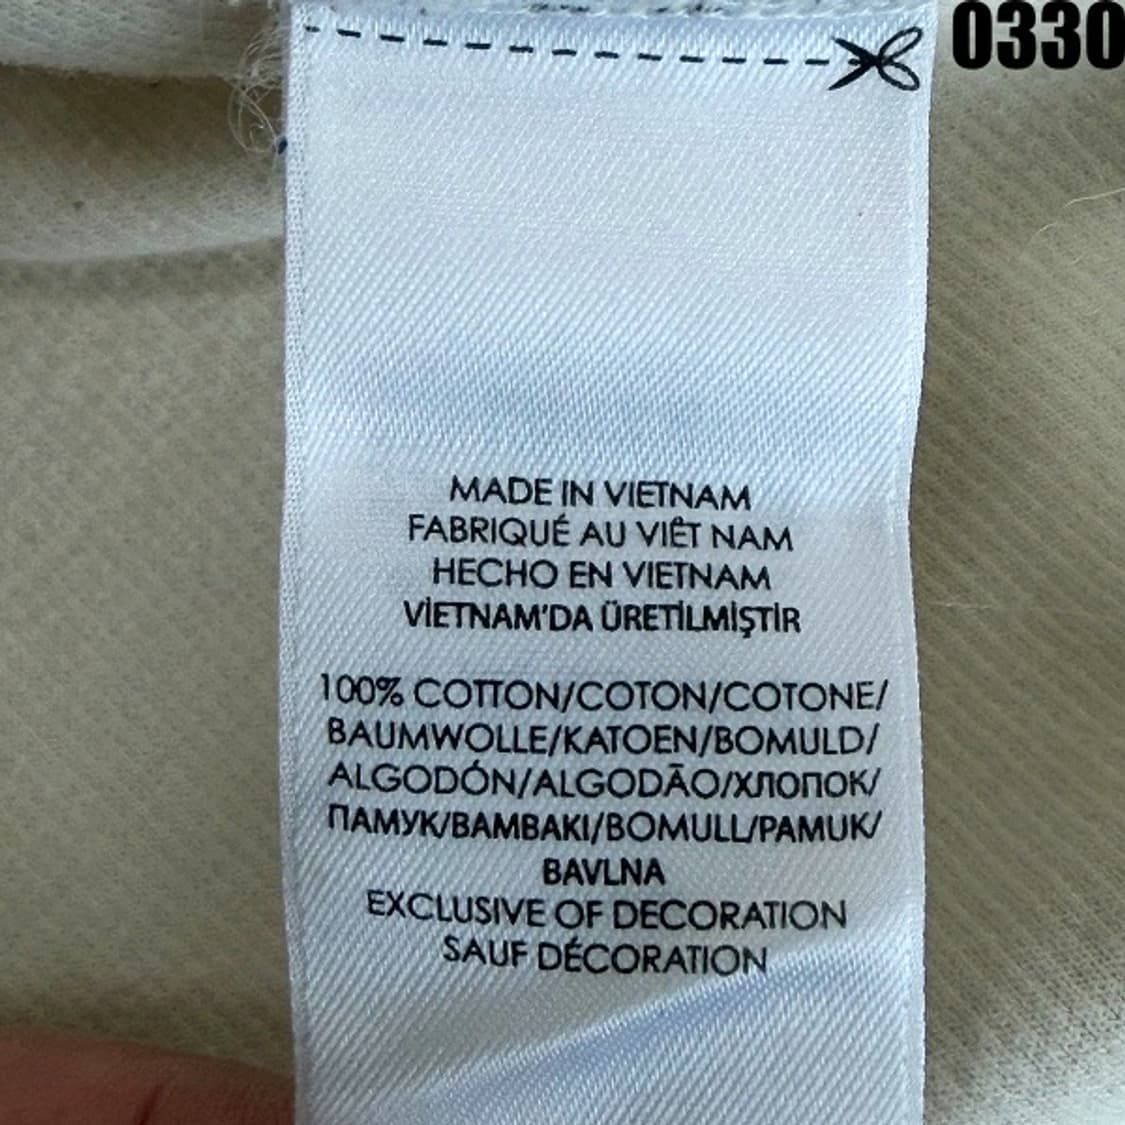 0330
MADE IN VIETNAM
FABRIQUÉ AU VIÊT NAM
HECHO EN VIETNAM
VİETNAM'DA ÜRETİLMİŞTİR
100% COTTON/COTON/COTONE/
BAUMWOLLE/KATOEN/BOMULD/
ALGODÓN/ALGODÃO/ХЛОПОК/
ПАМУК/BAMBAKI/BOMULL/PAMUK/
BAVLNA
EXCLUSIVE OF DECORATION
SAUF DÉCORATION